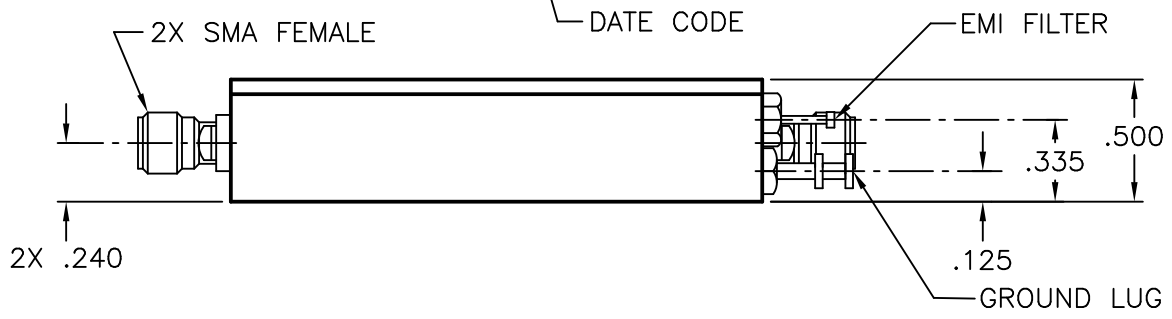 DATE CODE
2X SMA FEMALE
EMI FILTER
.500
.335
2X .240
.125
GROUND LUG